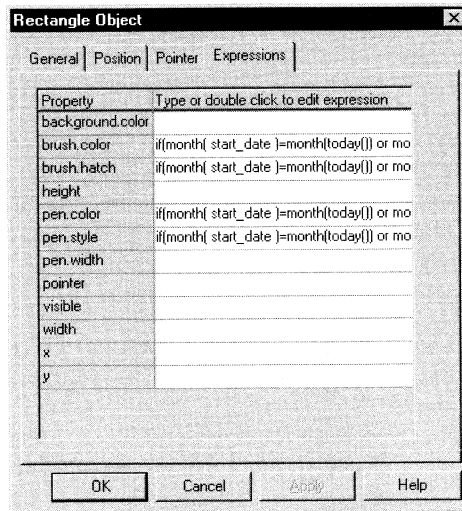 Rectangle Object
General Position Pointer Expressions
Property Type or double click to edit expression
background.color
brush.color if(month( start_date )=month(today()) or mo
brush.hatch if(month( start_date )=month(today()) or mo
height
pen.color if(month( start_date )=month(today()) or mo
pen.style if(month( start_date )=month(today()) or mo
pen.width
pointer
visible
width
x
y
OK Cancel Apply Help